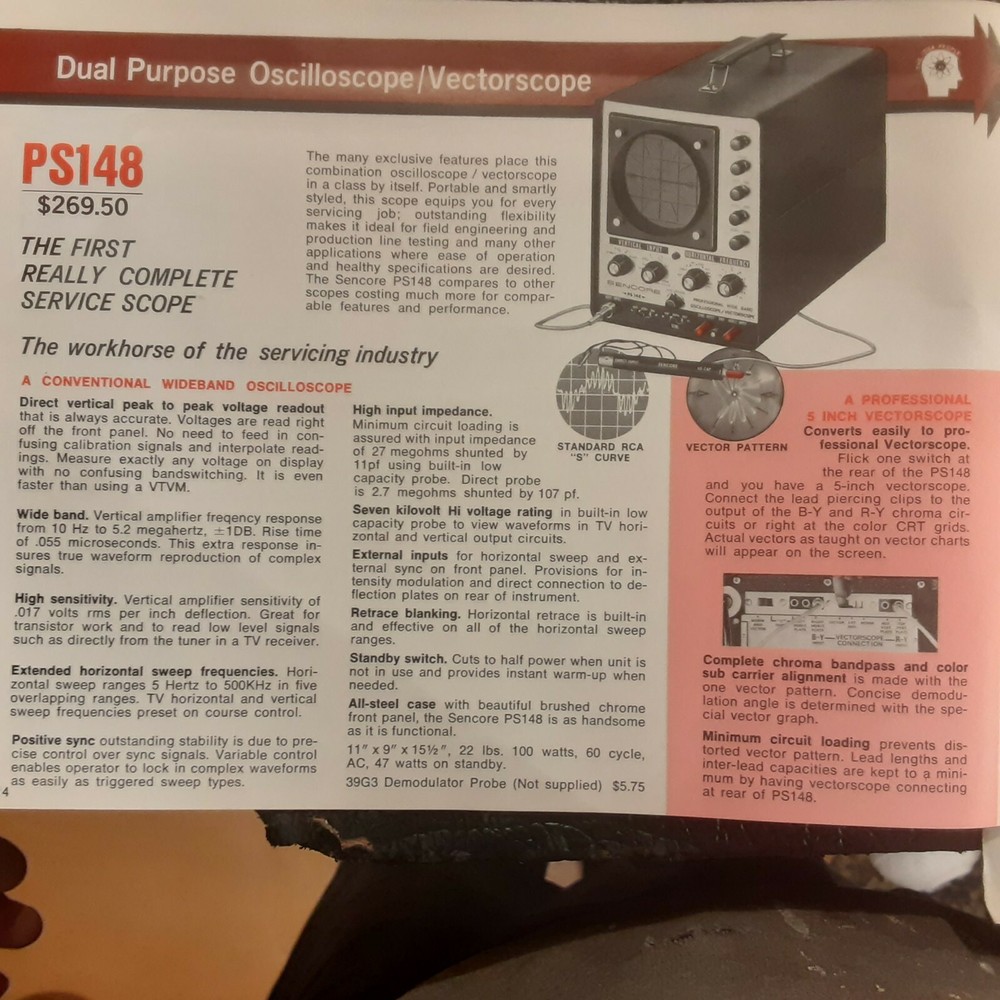 Dual Purpose Oscilloscope/Vectorscope
PS148
$269.50
THE FIRST
REALLY COMPLETE
SERVICE SCOPE
The many exclusive features place this
combination oscilloscope / vectorscope
in a class by itself. Portable and smartly
styled, this scope equips you for every
servicing job; outstanding flexibility
makes it ideal for field engineering and
production line testing and many other
applications where ease of operation
and healthy specifications are desired.
The Sencore PS148 compares to other
scopes costing much more for compar-
able features and performance.
VERTICAL INPUT
HORIZONTAL FREQUENCY
SENCORE
The workhorse of the servicing industry
A CONVENTIONAL WIDEBAND OSCILLOSCOPE
Direct vertical peak to peak voltage readout
that is always accurate. Voltages are read right
off the front panel. No need to feed in con-
fusing calibration signals and interpolate read-
ings. Measure exactly any voltage on display
with no confusing bandswitching. It is even
faster than using a VTVM.
Wide band. Vertical amplifier freqency response
from 10 Hz to 5.2 megahertz, ±1DB. Rise time
of .055 microseconds. This extra response in-
sures true waveform reproduction of complex
signals.
High sensitivity. Vertical amplifier sensitivity of
.017 volts rms per inch deflection. Great for
transistor work and to read low level signals
such as directly from the tuner in a TV receiver.
Extended horizontal sweep frequencies. Hori-
zontal sweep ranges 5 Hertz to 500KHz in five
overlapping ranges. TV horizontal and vertical
sweep frequencies preset on course control.
Positive sync outstanding stability is due to pre-
cise control over sync signals. Variable control
enables operator to lock in complex waveforms
as easily as triggered sweep types.
4
High input impedance.
Minimum circuit loading is
assured with input impedance
of 27 megohms shunted by
11pf using built-in low
capacity probe. Direct probe
is 2.7 megohms shunted by 107 pf.
Seven kilovolt Hi voltage rating in built-in low
capacity probe to view waveforms in TV hori-
zontal and vertical output circuits.
External inputs for horizontal sweep and ex-
ternal sync on front panel. Provisions for in-
tensity modulation and direct connection to de-
flection plates on rear of instrument.
Retrace blanking. Horizontal retrace is built-in
and effective on all of the horizontal sweep
ranges.
Standby switch. Cuts to half power when unit is
not in use and provides instant warm-up when
needed.
All-steel case with beautiful brushed chrome
front panel, the Sencore PS148 is as handsome
as it is functional.
11" x 9" x 15½", 22 lbs. 100 watts, 60 cycle,
AC, 47 watts on standby.
39G3 Demodulator Probe (Not supplied) $5.75
STANDARD RCA
"S" CURVE
VECTOR PATTERN
A PROFESSIONAL
5 INCH VECTORSCOPE
Converts easily to pro-
fessional Vectorscope.
Flick one switch at
the rear of the PS148
and you have a 5-inch vectorscope.
Connect the lead piercing clips to the
output of the B-Y and R-Y chroma cir-
cuits or right at the color CRT grids.
Actual vectors as taught on vector charts
will appear on the screen.
B-Y VECTORSCOPE CONNECTION R-Y
Complete chroma bandpass and color
sub carrier alignment is made with the
one vector pattern. Concise demodu-
lation angle is determined with the spe-
cial vector graph.
Minimum circuit loading prevents dis-
torted vector pattern. Lead lengths and
inter-lead capacities are kept to a mini-
mum by having vectorscope connecting
at rear of PS148.